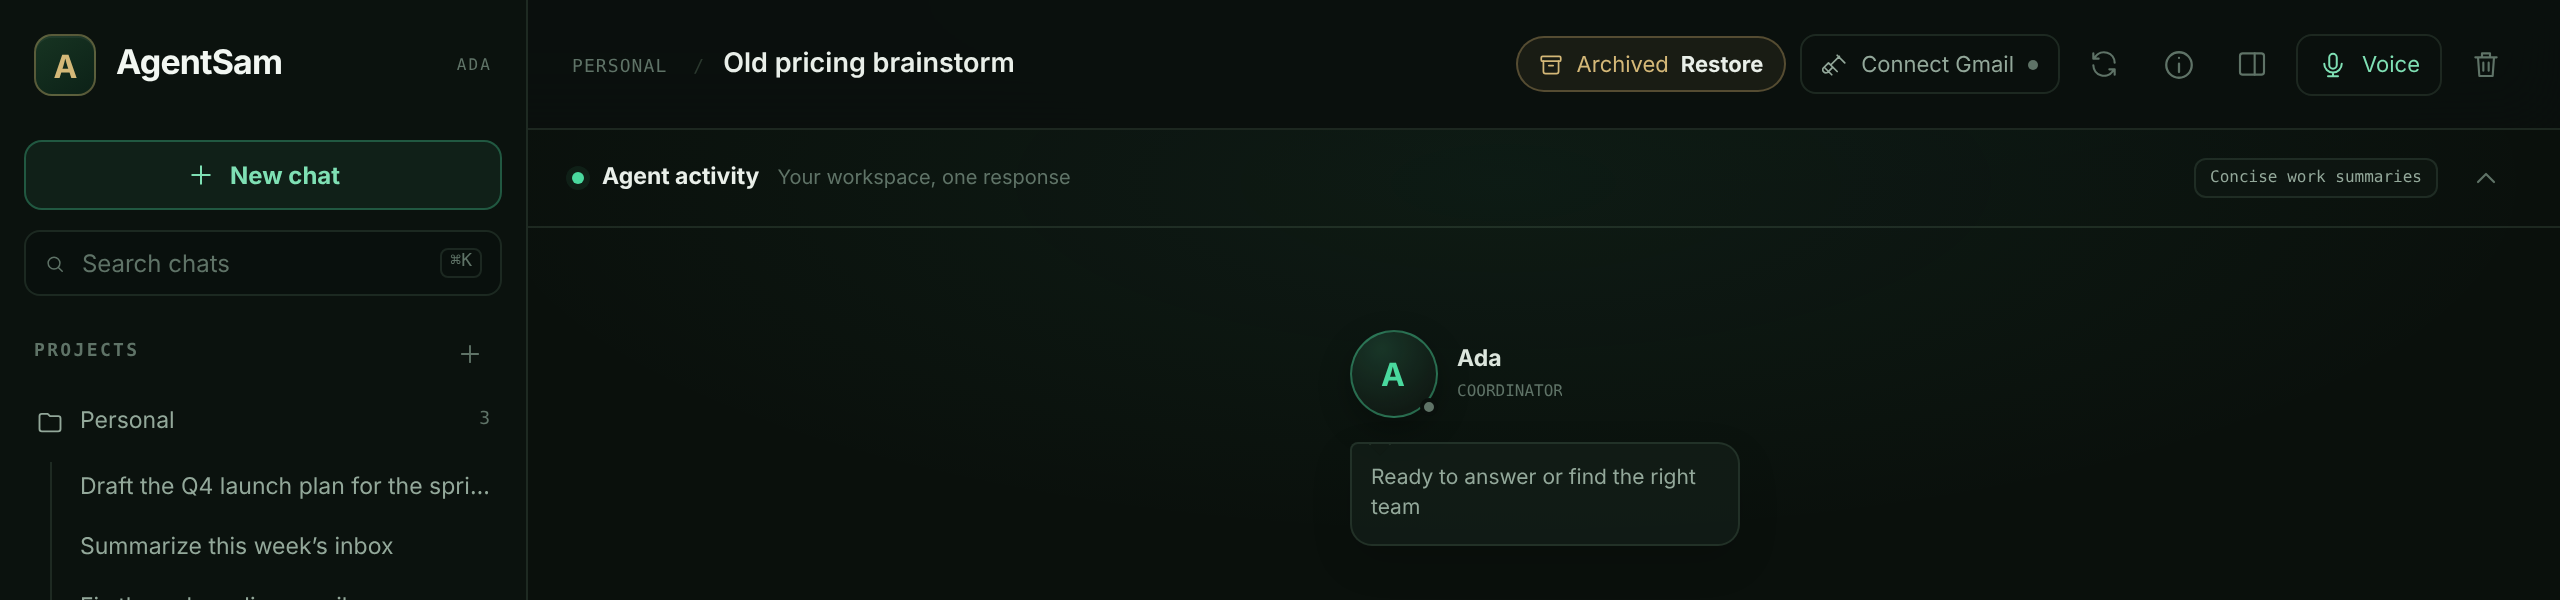 A AgentSam ADA
PERSONAL / Old pricing brainstorm
Archived Restore
Connect Gmail
Voice
+ New chat
Search chats ⌘K
PROJECTS +
Personal 3
Draft the Q4 launch plan for the spri...
Summarize this week’s inbox
Agent activity Your workspace, one response
Concise work summaries
A
Ada
COORDINATOR
Ready to answer or find the right
team